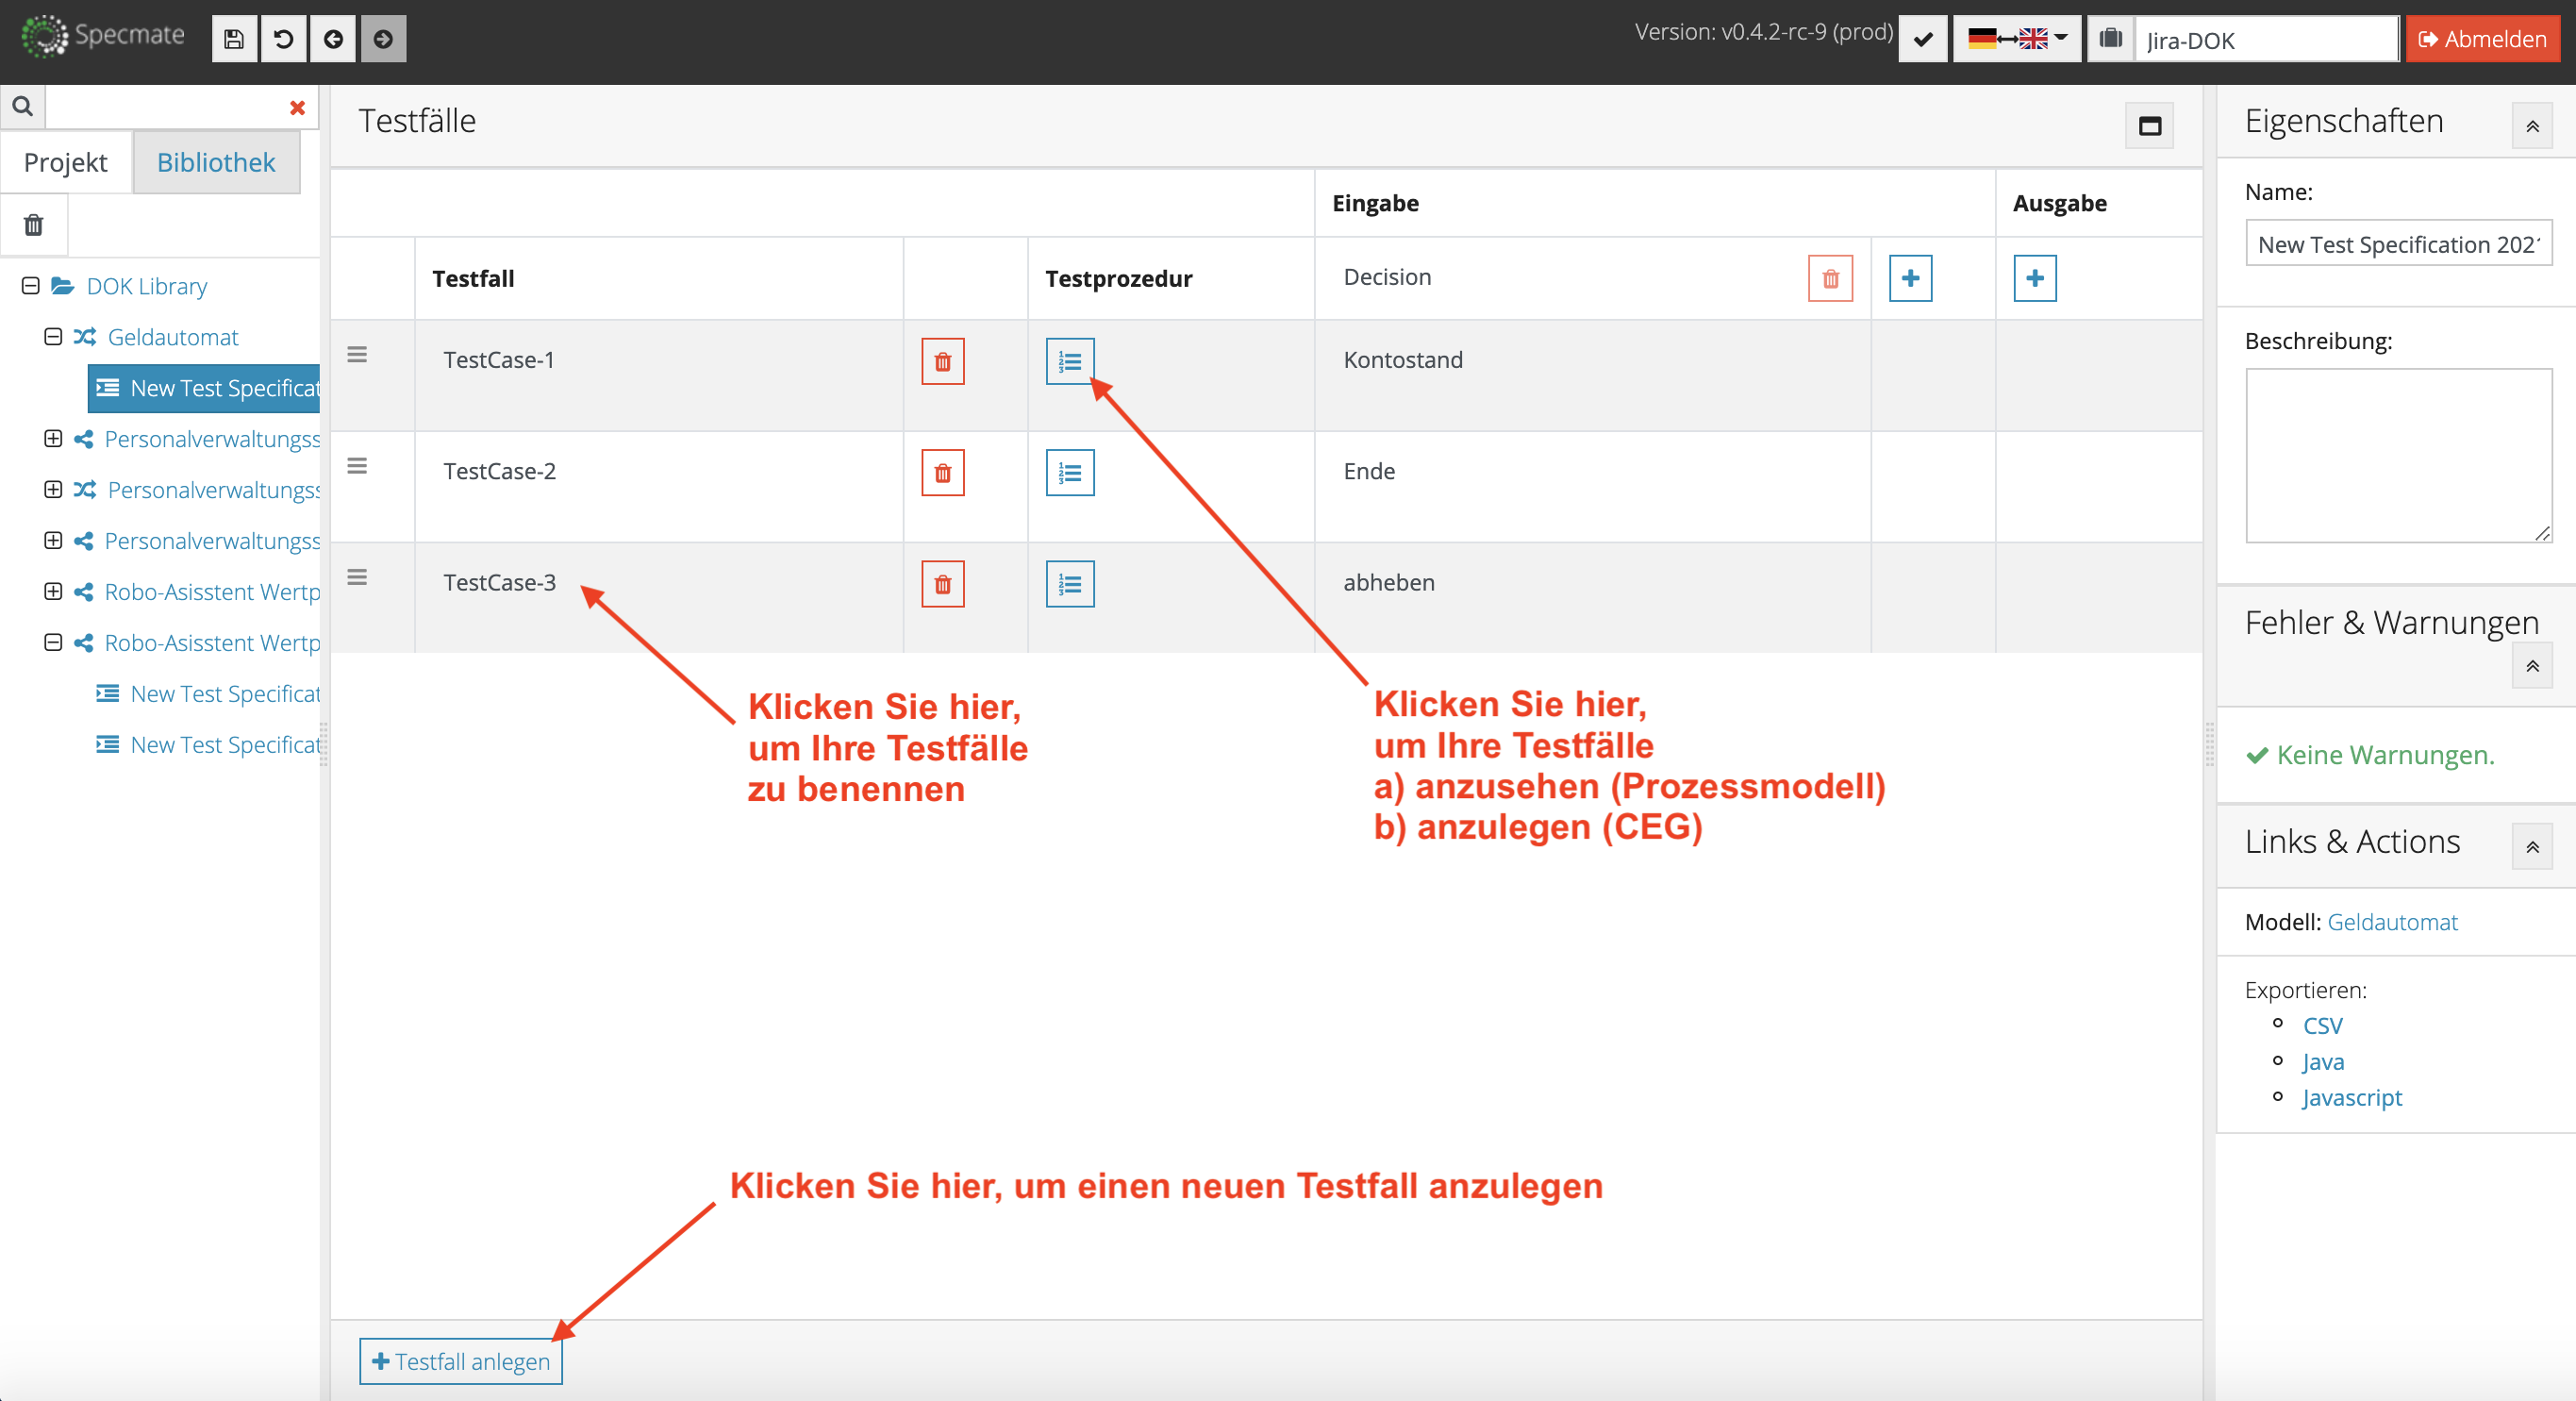 Specmate
Version: v0.4.2-rc-9 (prod)
Jira-DOK
Abmelden
Projekt
Bibliothek
DOK Library
Geldautomat
New Test Specificat
Personalverwaltungss
Personalverwaltungss
Personalverwaltungss
Robo-Asisstent Wertp
Robo-Asisstent Wertp
New Test Specificat
New Test Specificat
Testfälle
Eingabe
Ausgabe
Testfall
Testprozedur
Decision
TestCase-1
Kontostand
TestCase-2
Ende
TestCase-3
abheben
Klicken Sie hier,
um Ihre Testfälle
zu benennen
Klicken Sie hier,
um Ihre Testfälle
a) anzusehen (Prozessmodell)
b) anzulegen (CEG)
Klicken Sie hier, um einen neuen Testfall anzulegen
Testfall anlegen
Eigenschaften
Name:
New Test Specification 202
Beschreibung:
Fehler & Warnungen
Keine Warnungen.
Links & Actions
Modell: Geldautomat
Exportieren:
CSV
Java
Javascript